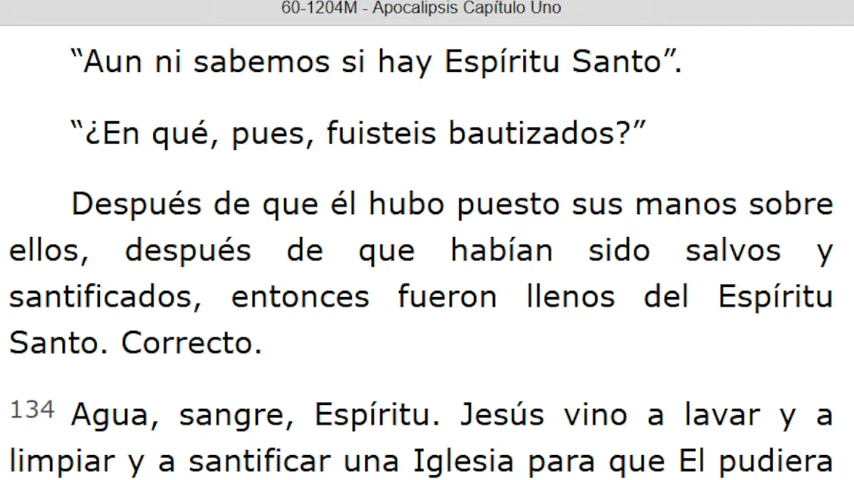 60-1204M - Apocalipsis Capítulo Uno
“Aun ni sabemos si hay Espíritu Santo”.
“¿En qué, pues, fuisteis bautizados?”
Después de que él hubo puesto sus manos sobre
ellos, después de que habían sido salvos y
santificados, entonces fueron llenos del Espíritu
Santo. Correcto.
134 Agua, sangre, Espíritu. Jesús vino a lavar y a
limpiar y a santificar una Iglesia para que El pudiera